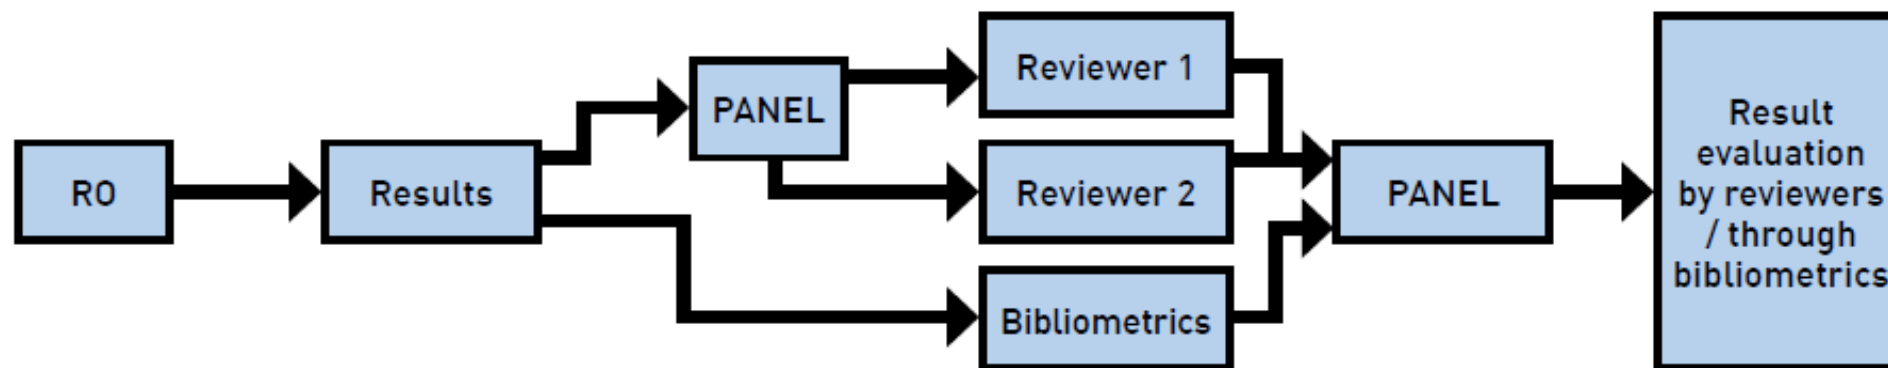 RO
Results
PANEL
Reviewer 1
Reviewer 2
Bibliometrics
PANEL
Result
evaluation
by reviewers
/ through
bibliometrics